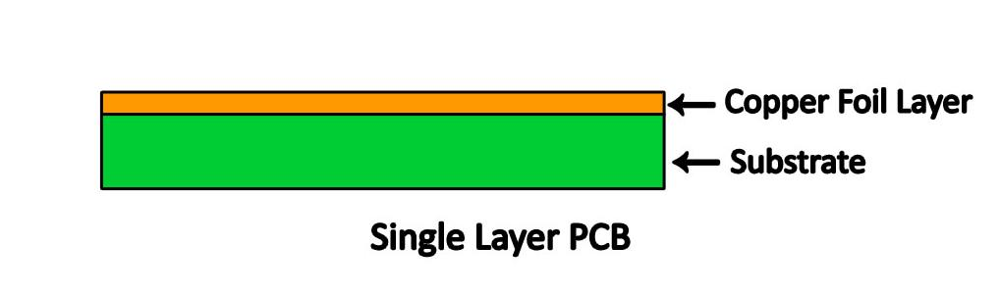 Copper Foil Layer
Substrate
Single Layer PCB